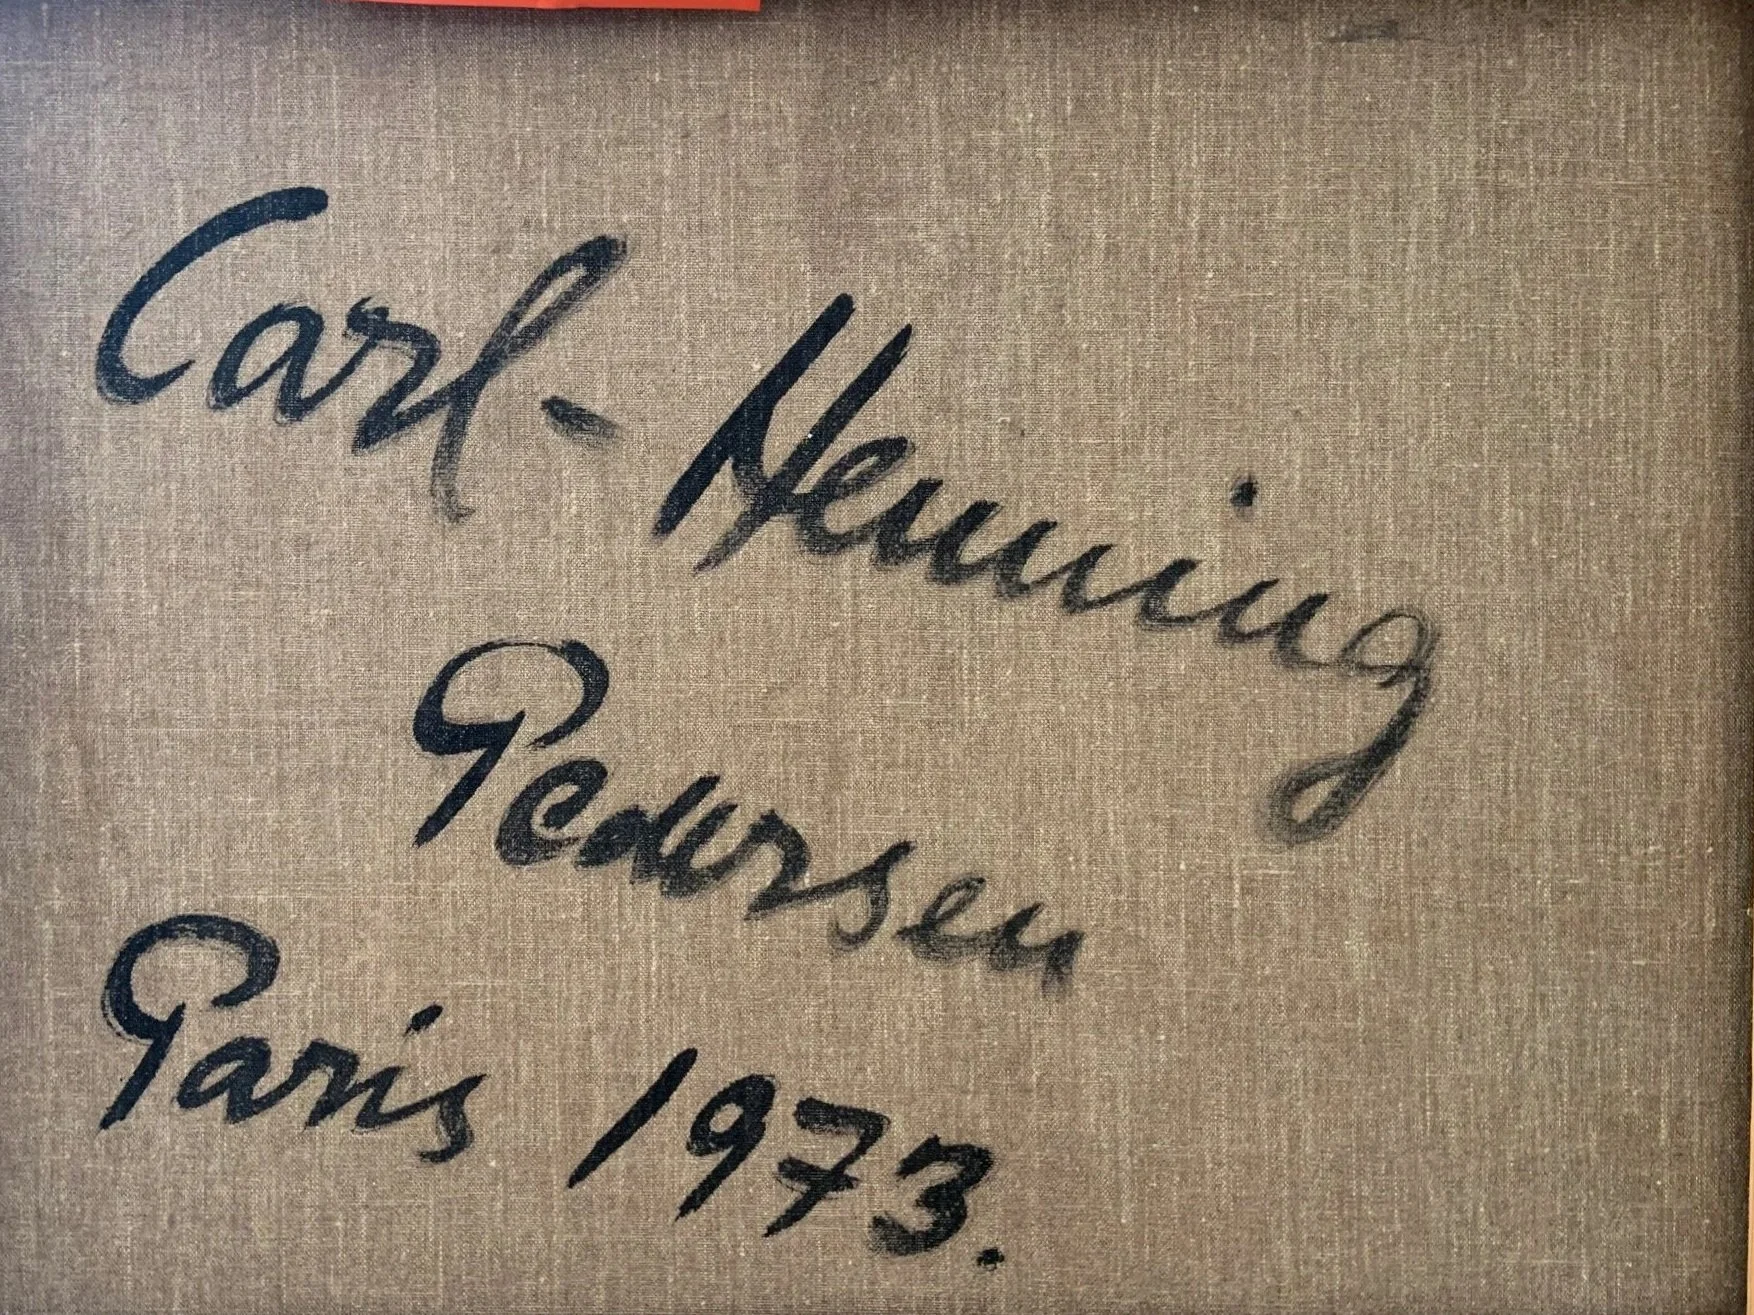 Carl-Henning
Pedersen
Paris 1973.